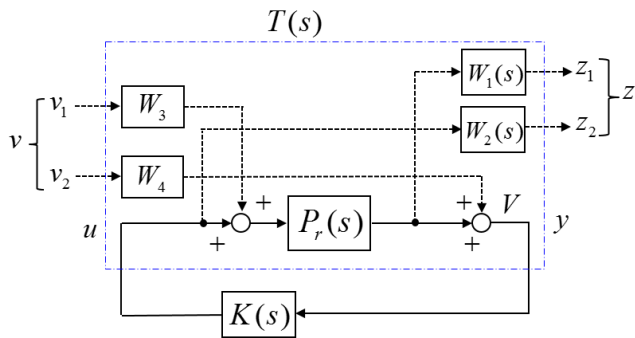 T(s)
W₁(s)
z₁
z
v₁
W₃
W₂(s)
z₂
v
v₂
W₄
+
+
V
u
Pᵣ(s)
y
+
+
K(s)